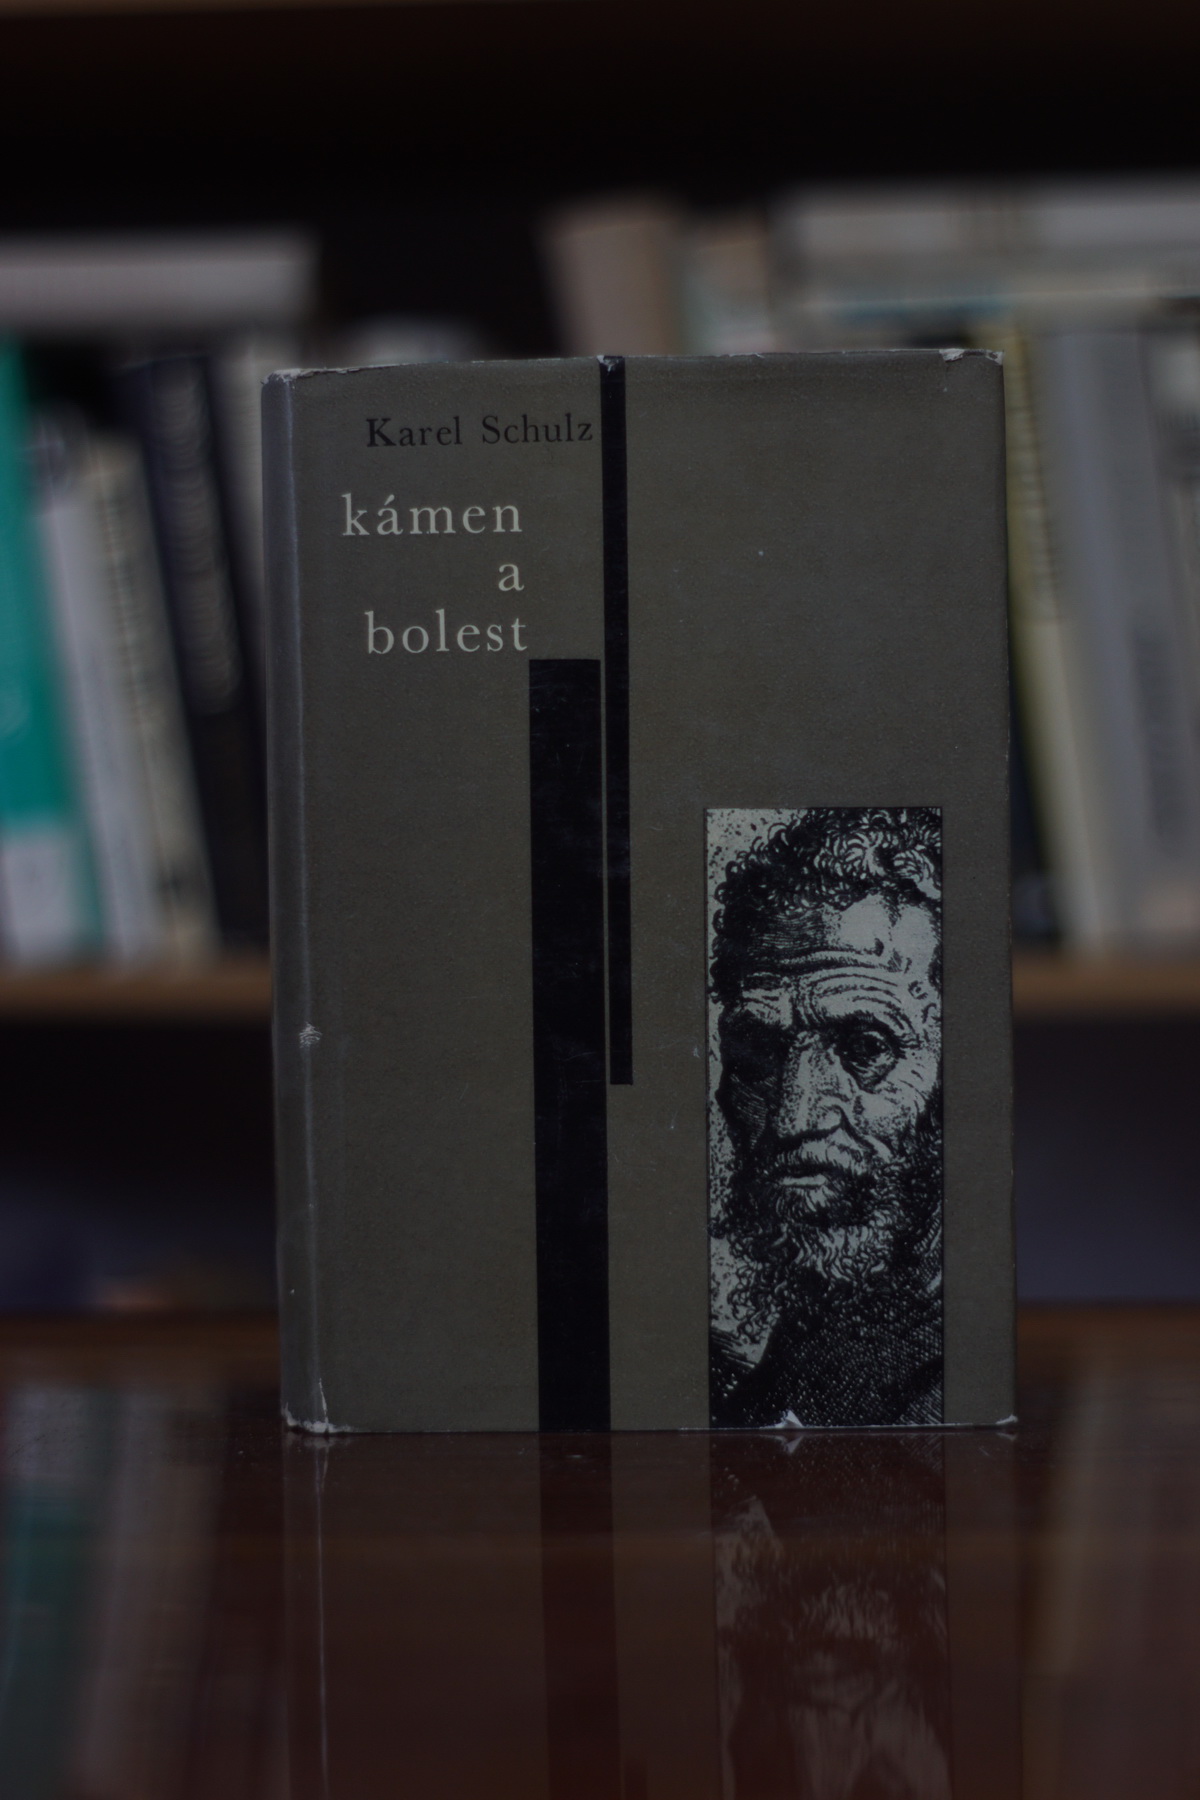 Karel Schulz
kámen
a
bolest